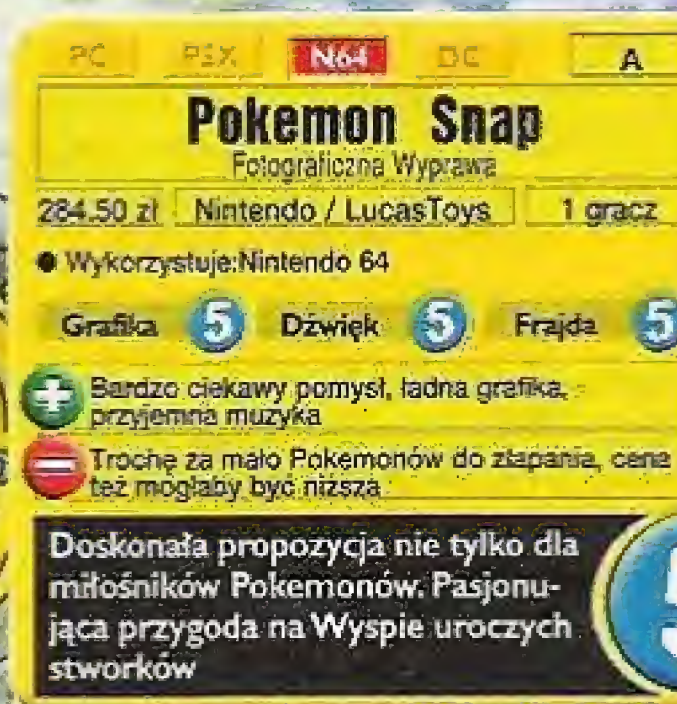 PC PSX N64 DC A
Pokemon Snap
Fotograficzna Wyprawa
284.50 zł Nintendo / LucasToys 1 gracz
Wykorzystuje:Nintendo 64
Grafika 5 Dźwięk 5 Frajda 5
Bardzo ciekawy pomysł, ładna grafika,
przyjemna muzyka
Trochę za mało Pokemonów do złapania, cena
też mogłaby być niższa
Doskonała propozycja nie tylko dla
miłośników Pokemonów. Pasjonu-
jąca przygoda na Wyspie uroczych
stworków
5